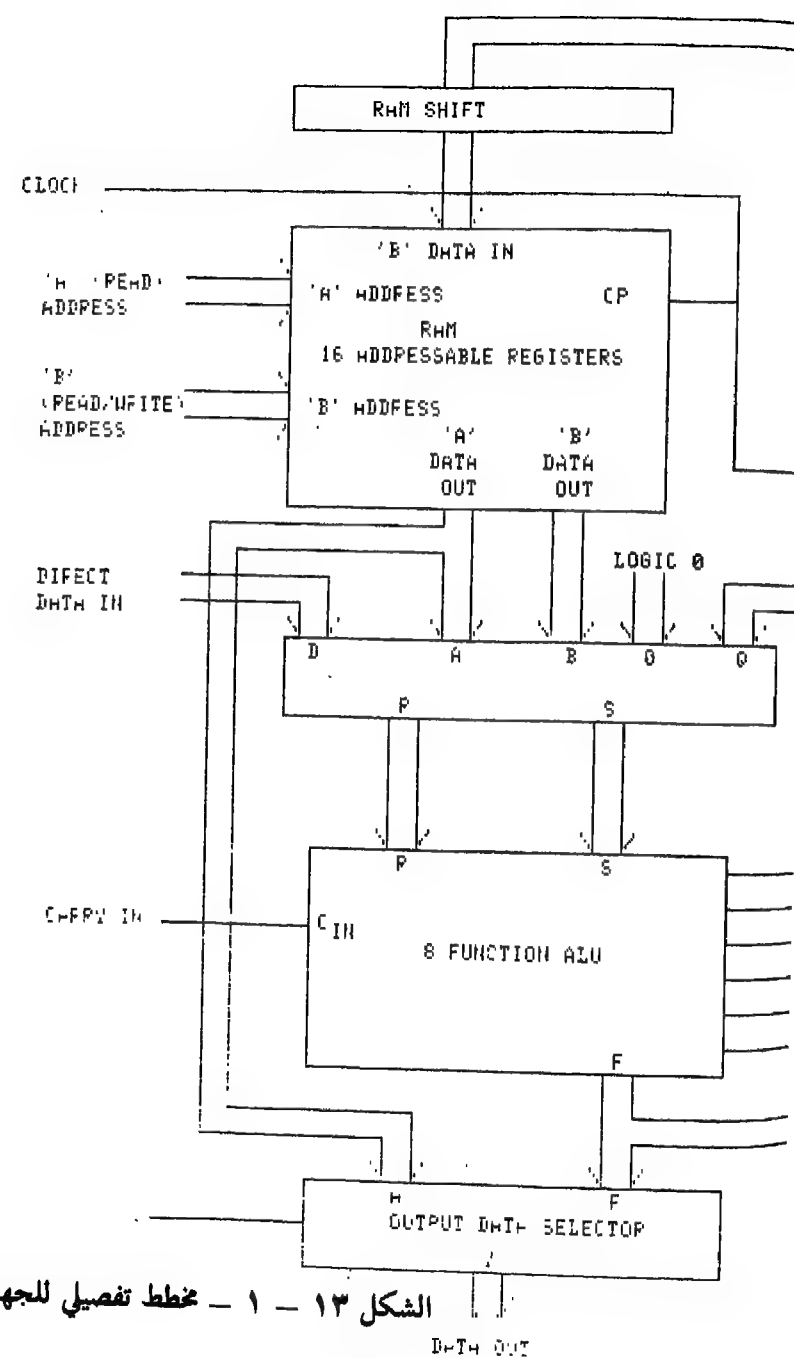 RAM SHIFT
CLOCK
'B' DATA IN
'A' (READ)
ADDRESS
'A' ADDRESS
CP
RAM
16 ADDRESSABLE REGISTERS
'B'
(READ/WRITE)
ADDRESS
'B' ADDRESS
'A' 'B'
DATA DATA
OUT OUT
LOGIC 0
DIRECT
DATA IN
D A B 0 Q
R S
R S
CARRY IN
C IN
8 FUNCTION ALU
F
A F
OUTPUT DATA SELECTOR
الشكل ١٣ – ١ – مخطط تفصيلي للجه
DATA OUT